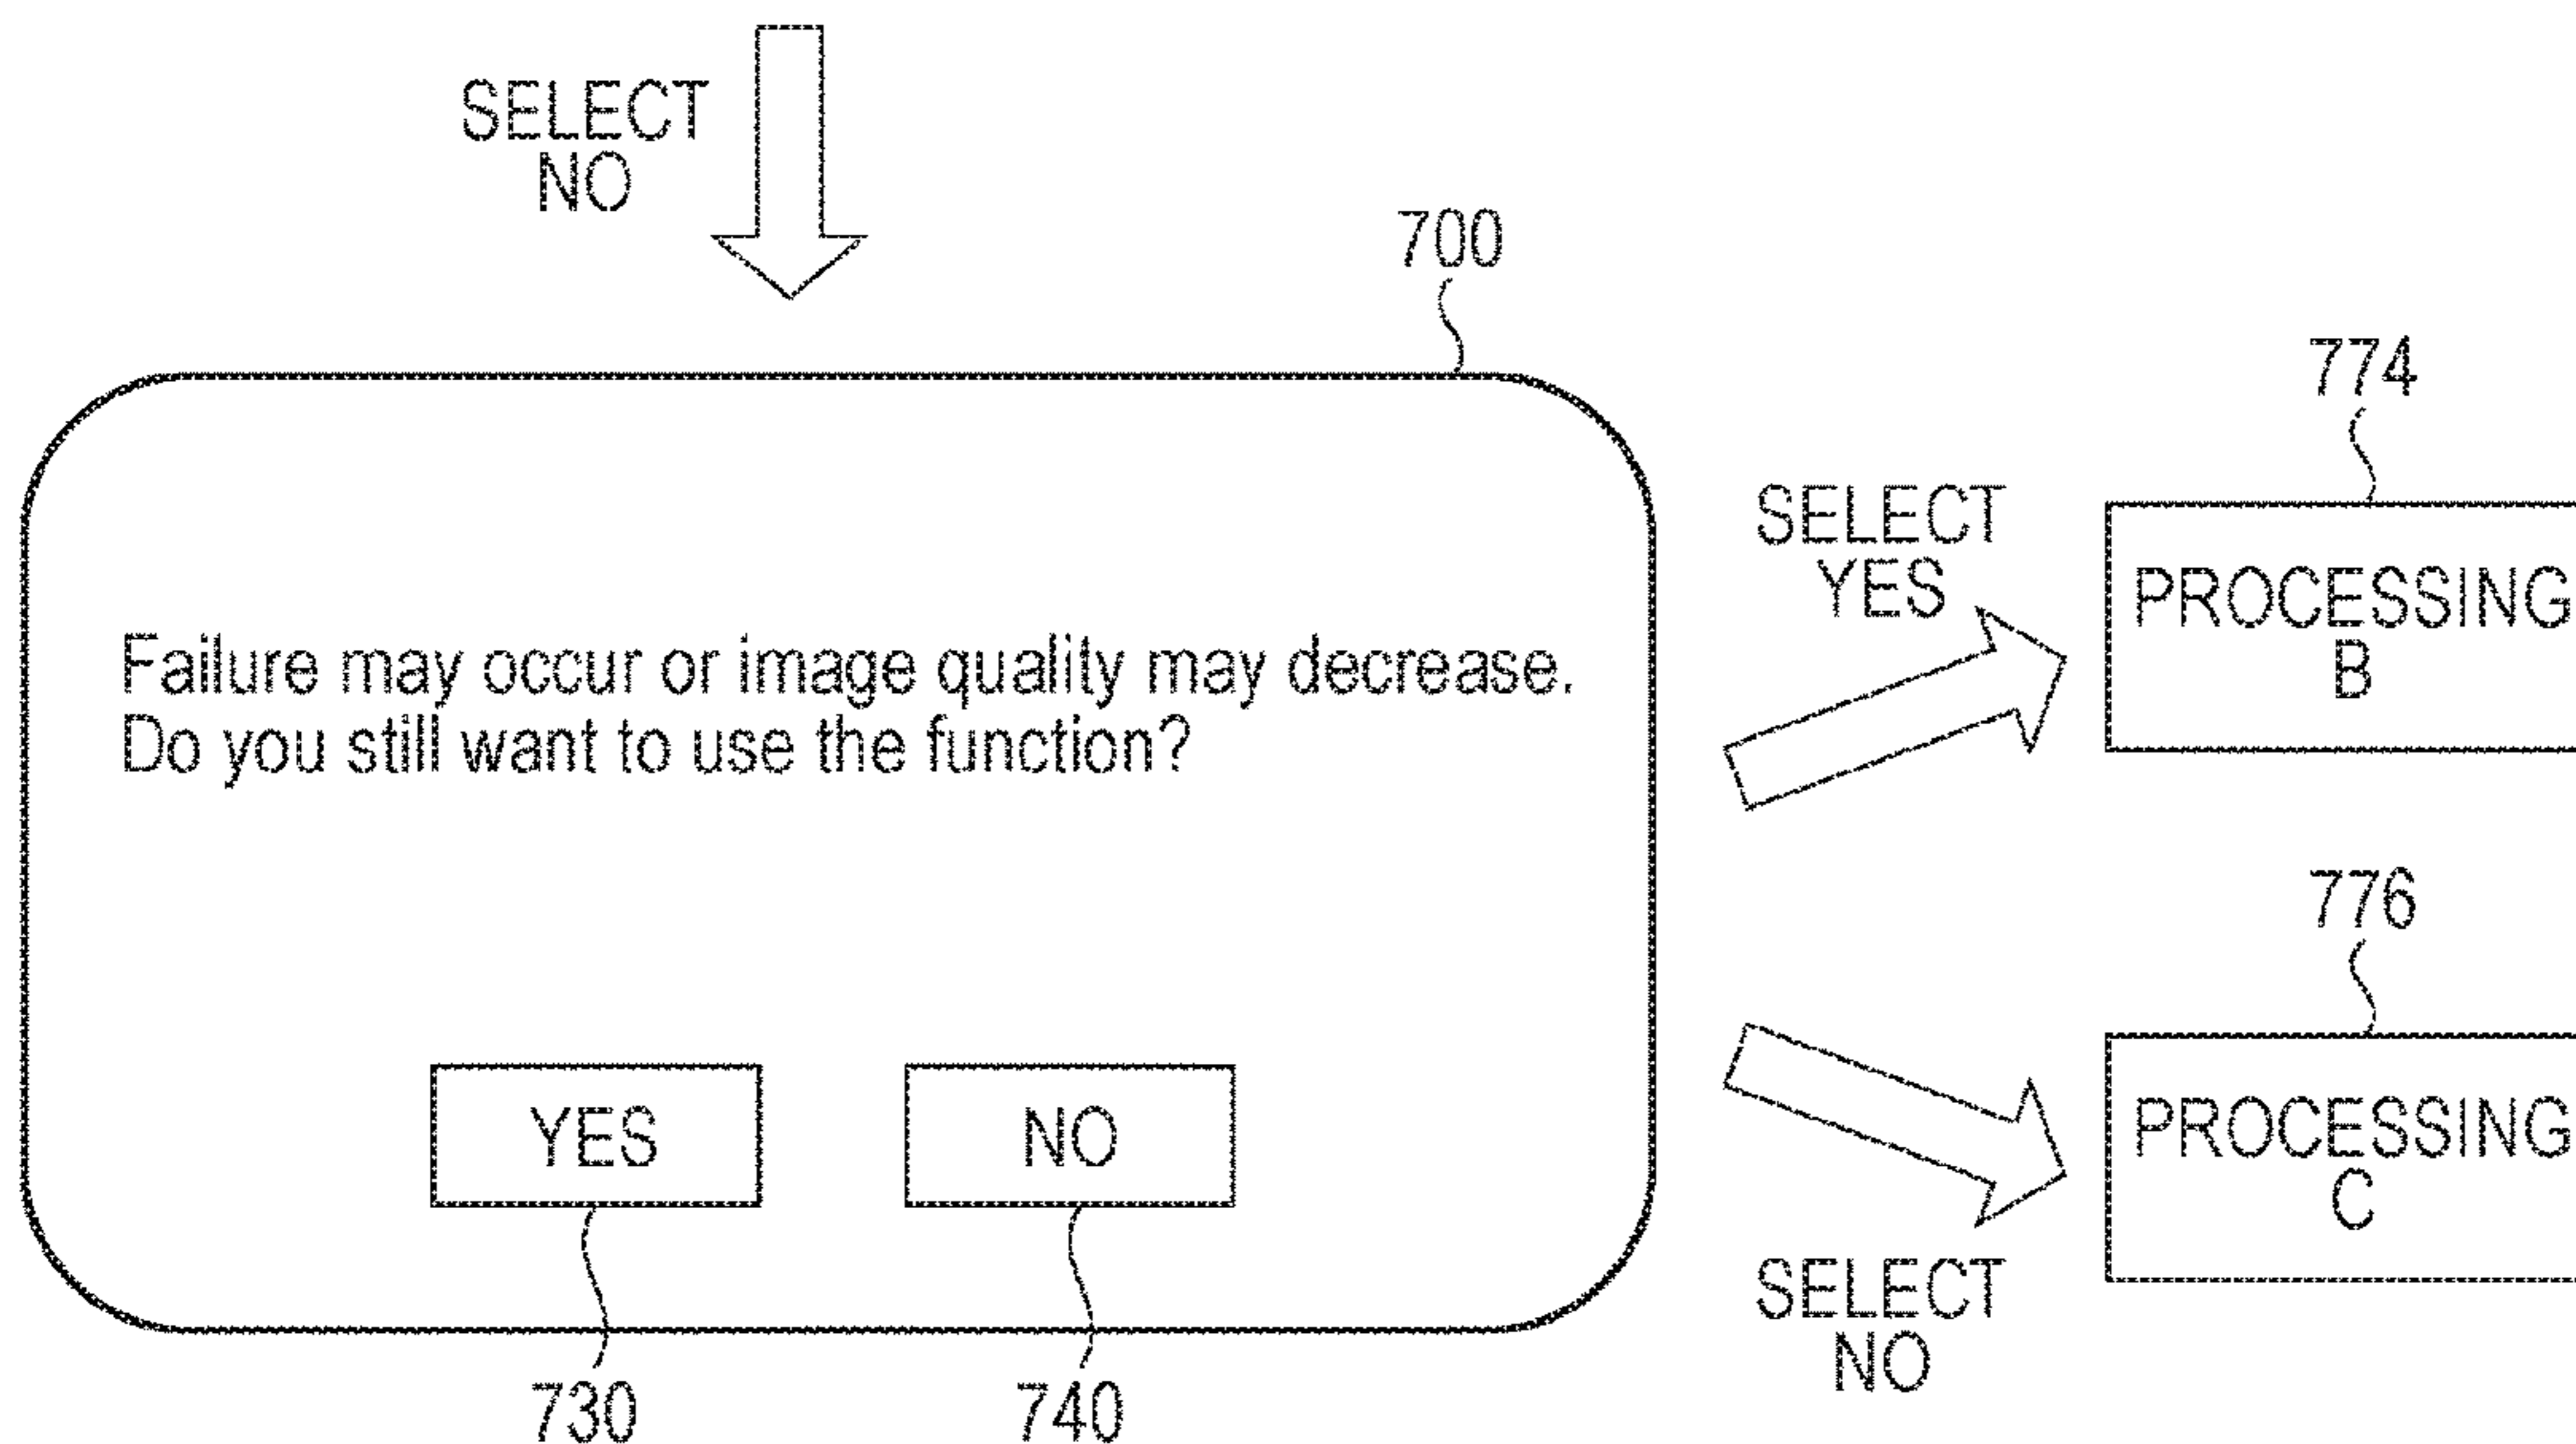 SELECT
NO
700
774
SELECT
YES
PROCESSING
B
Failure may occur or image quality may decrease.
Do you still want to use the function?
776
YES
NO
PROCESSING
C
SELECT
NO
730
740